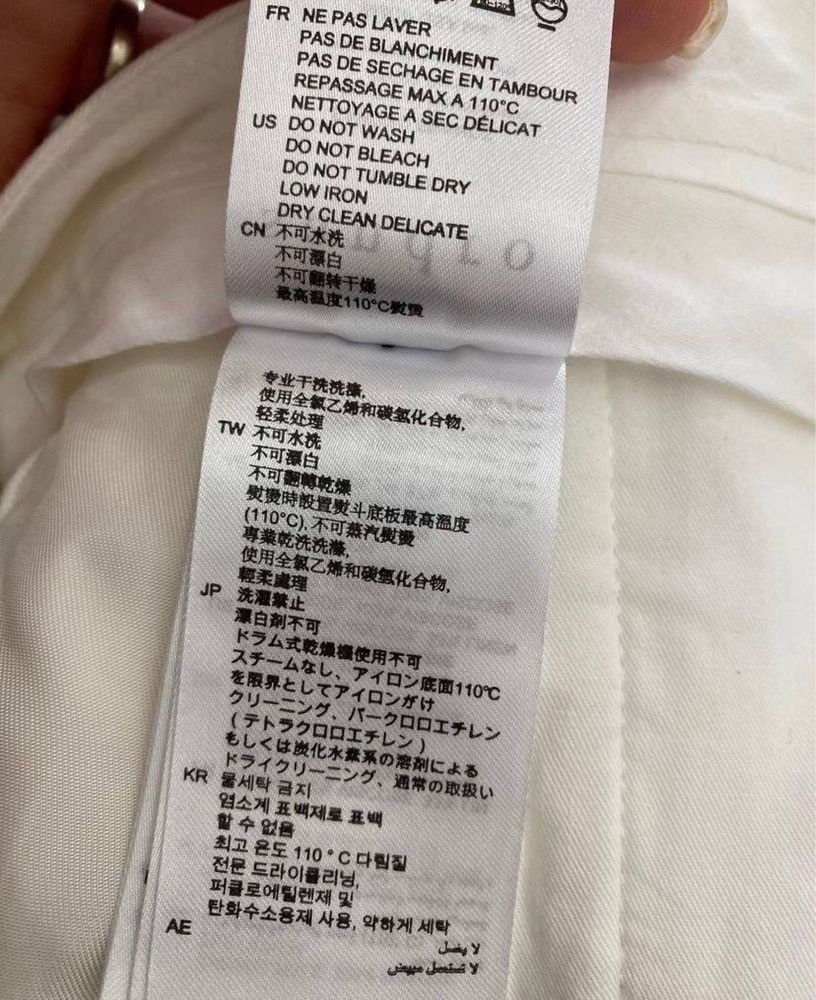 FR NE PAS LAVER
PAS DE BLANCHIMENT
PAS DE SECHAGE EN TAMBOUR
REPASSAGE MAX A 110°C
NETTOYAGE A SEC DÉLICAT
US DO NOT WASH
DO NOT BLEACH
DO NOT TUMBLE DRY
LOW IRON
DRY CLEAN DELICATE
CN 不可水洗
不可漂白
不可翻转干燥
最高温度110°C熨烫
专业干洗洗涤,
使用全氯乙烯和碳氢化合物,
轻柔处理
TW 不可水洗
不可漂白
不可翻轉乾燥
熨燙時設置熨斗底板最高溫度
(110°C), 不可蒸汽熨燙
專業乾洗洗滌,
使用全氯乙烯和碳氫化合物,
輕柔處理
JP 洗濯禁止
漂白剤不可
ドラム式乾燥機使用不可
スチームなし、アイロン底面110℃
を限界としてアイロンがけ
クリーニング、パークロロエチレン
(テトラクロロエチレン)
もしくは炭化水素系の溶剤による
ドライクリーニング、通常の取扱い
KR 물세탁 금지
염소계 표백제로 표백
할 수 없음
최고 온도 110 ° C 다림질
전문 드라이클리닝,
퍼클로에틸렌제 및
탄화수소용제 사용, 약하게 세탁
AE
لا يغسل
لا تستعمل مبيض